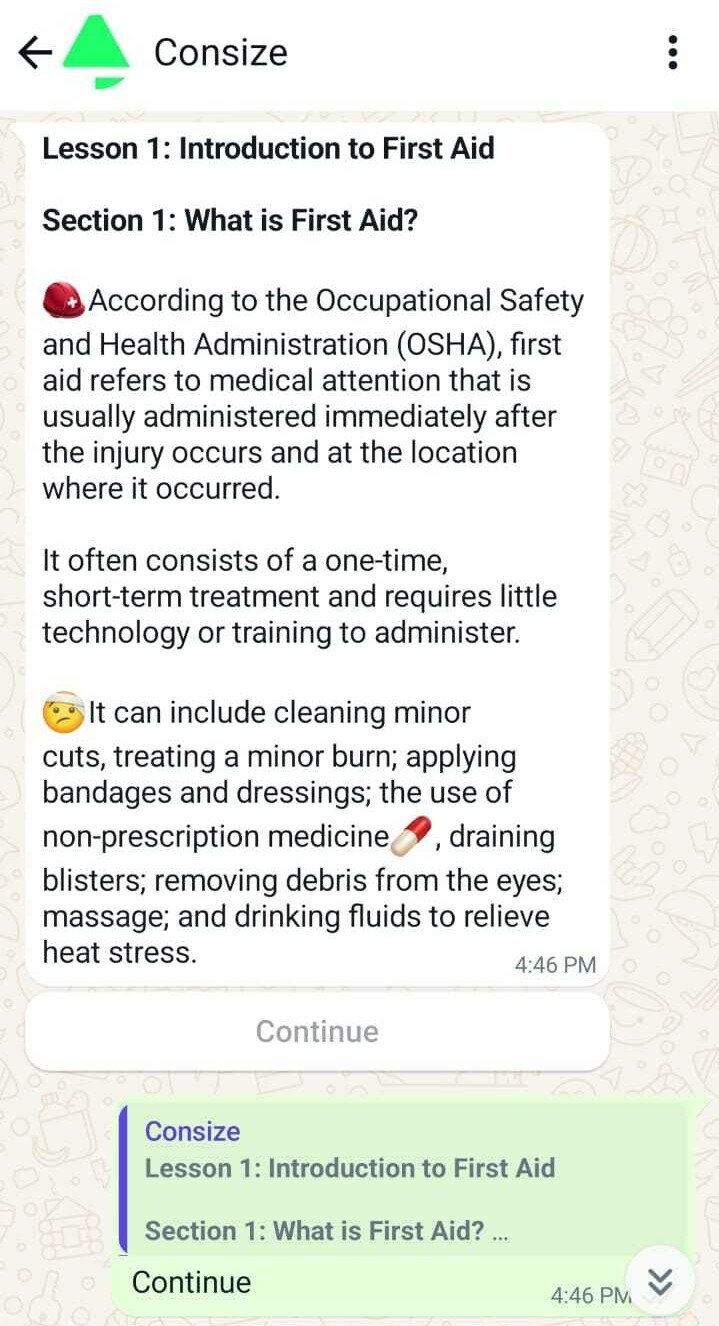 Consize
Lesson 1: Introduction to First Aid
Section 1: What is First Aid?
According to the Occupational Safety
and Health Administration (OSHA), first
aid refers to medical attention that is
usually administered immediately after
the injury occurs and at the location
where it occurred.
It often consists of a one-time,
short-term treatment and requires little
technology or training to administer.
It can include cleaning minor
cuts, treating a minor burn; applying
bandages and dressings; the use of
non-prescription medicine💊, draining
blisters; removing debris from the eyes;
massage; and drinking fluids to relieve
heat stress.
4:46 PM
Continue
Consize
Lesson 1: Introduction to First Aid
Section 1: What is First Aid? ...
Continue
4:46 PM